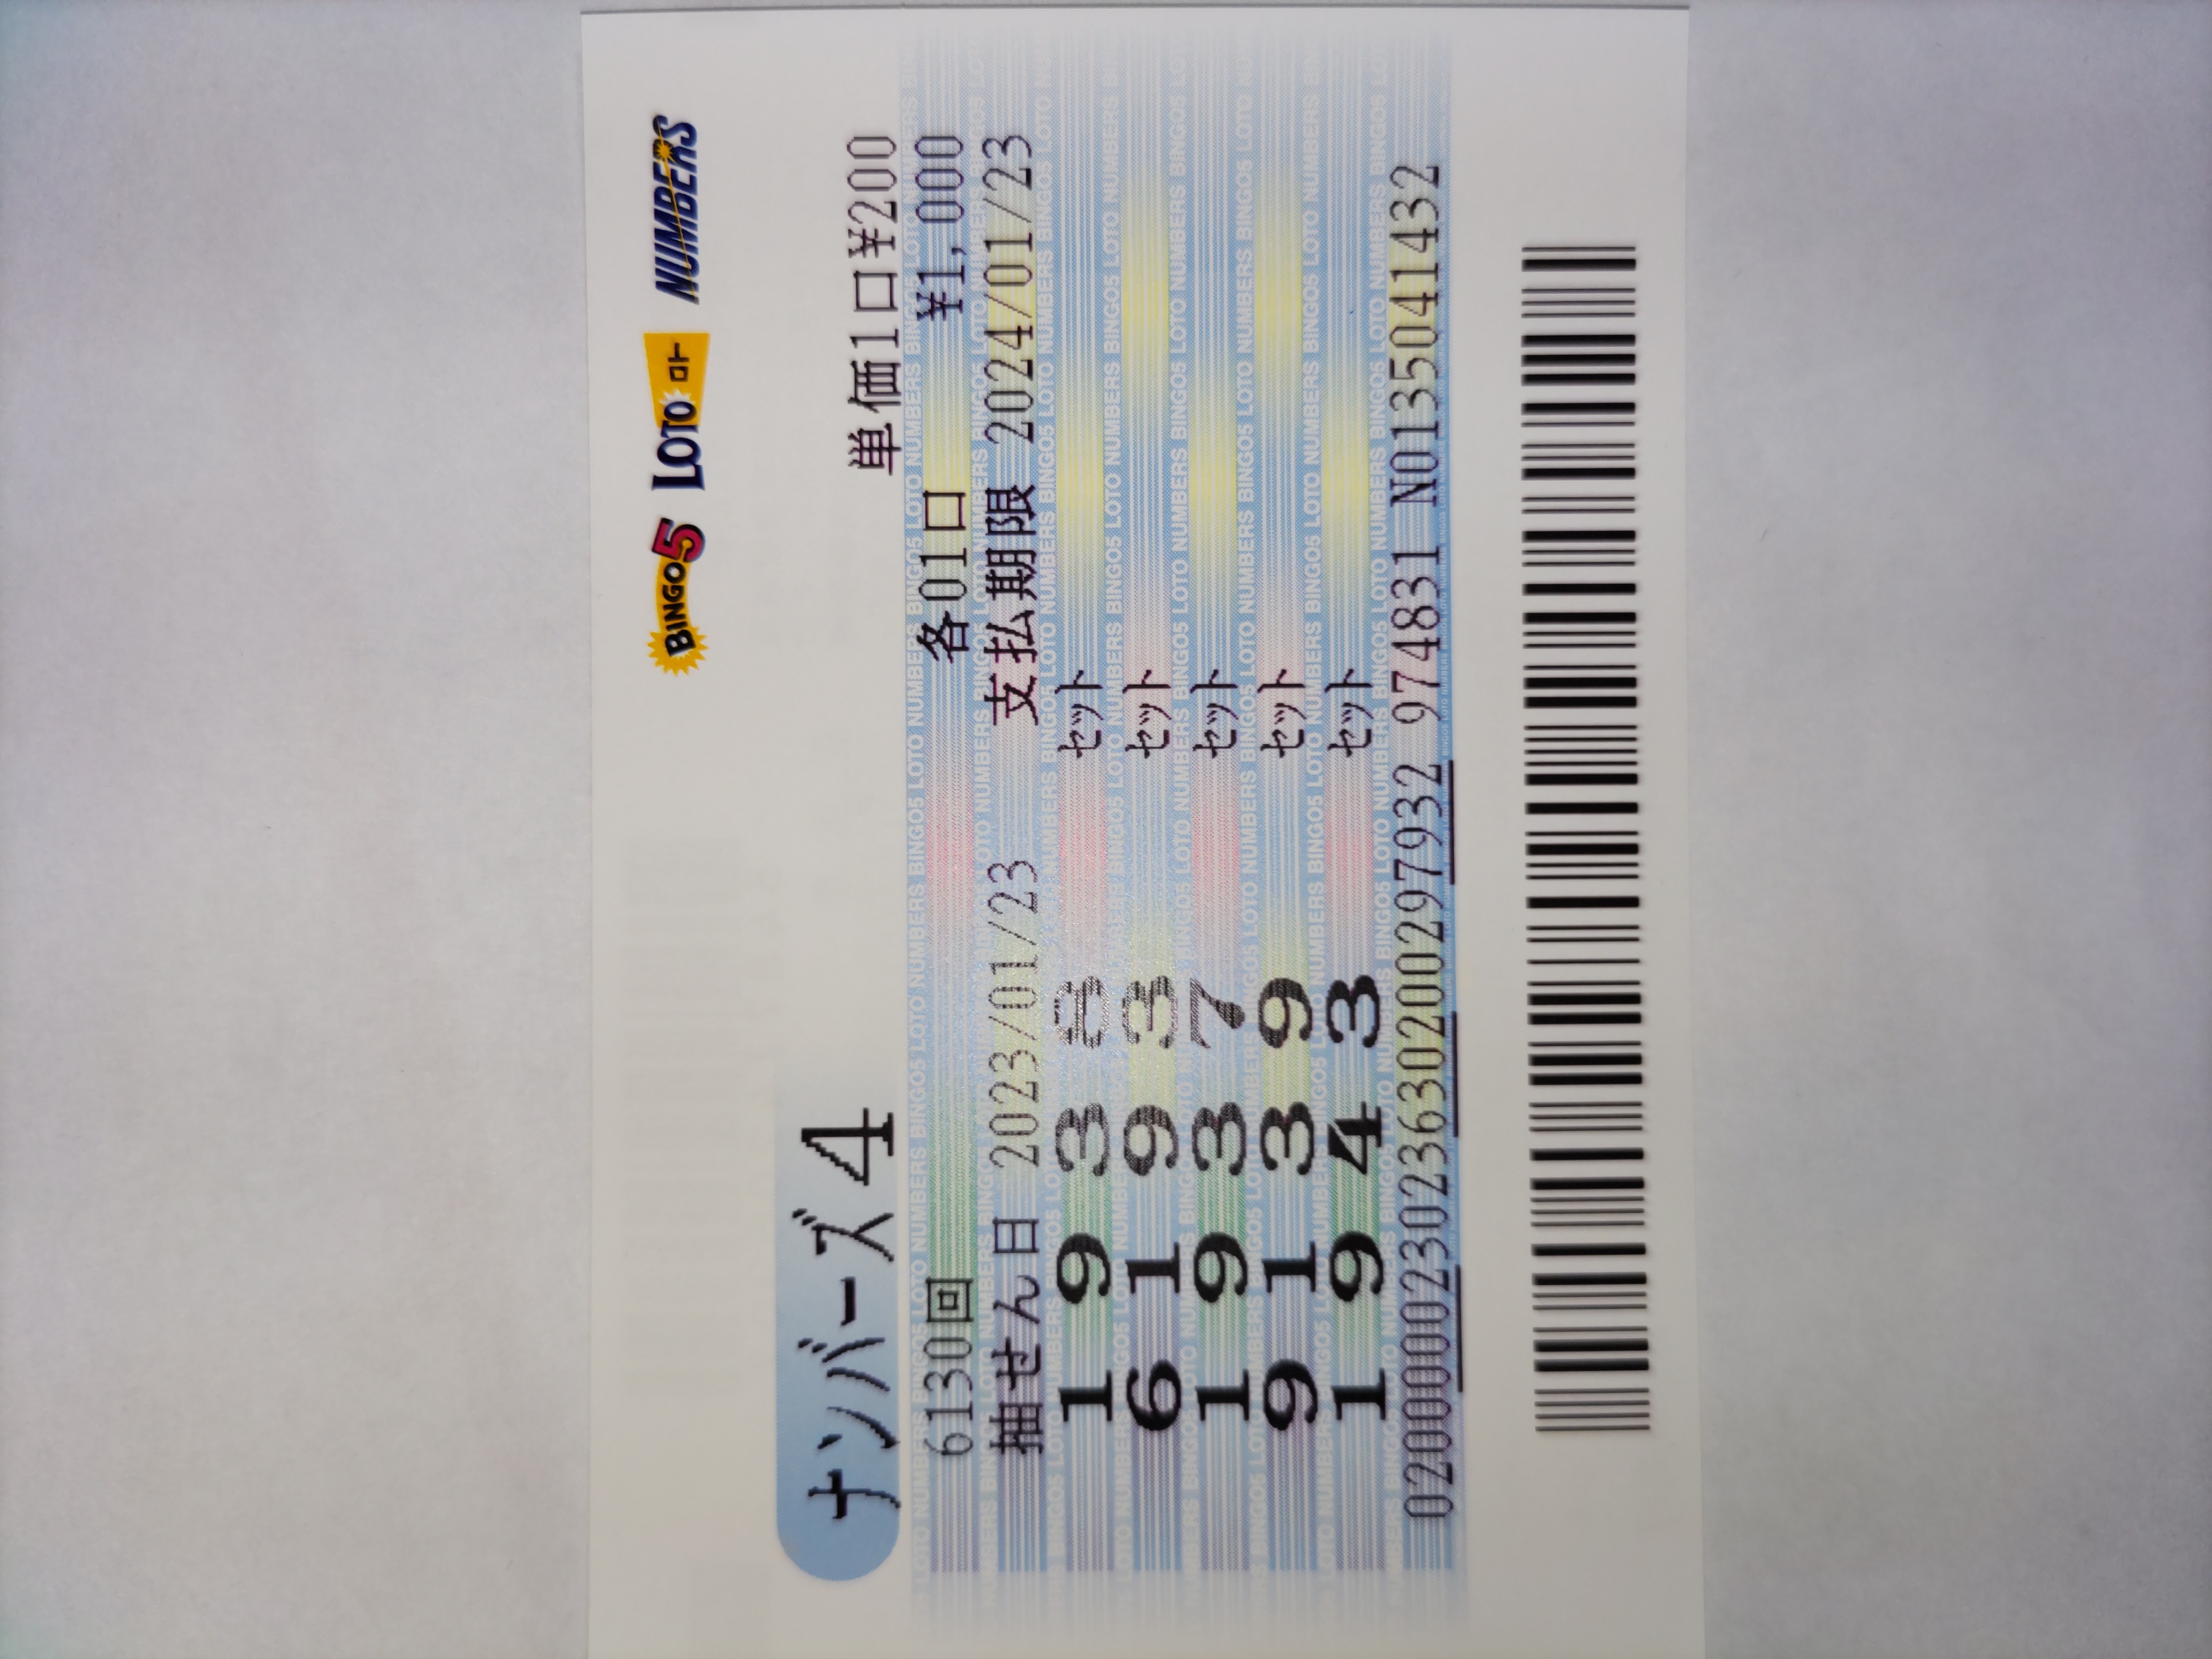 BINGO5 LOTO ロト NUMBERS
ナンバーズ4
単価1口¥200
6130回 各01口 ¥1,000
抽せん日 2023/01/23 支払期限 2024/01/23
1 9 3 8 セット
6 1 9 3 セット
1 9 3 7 セット
9 1 3 9 セット
1 9 4 3 セット
0200000230236302002979​32 974831 N0135041432